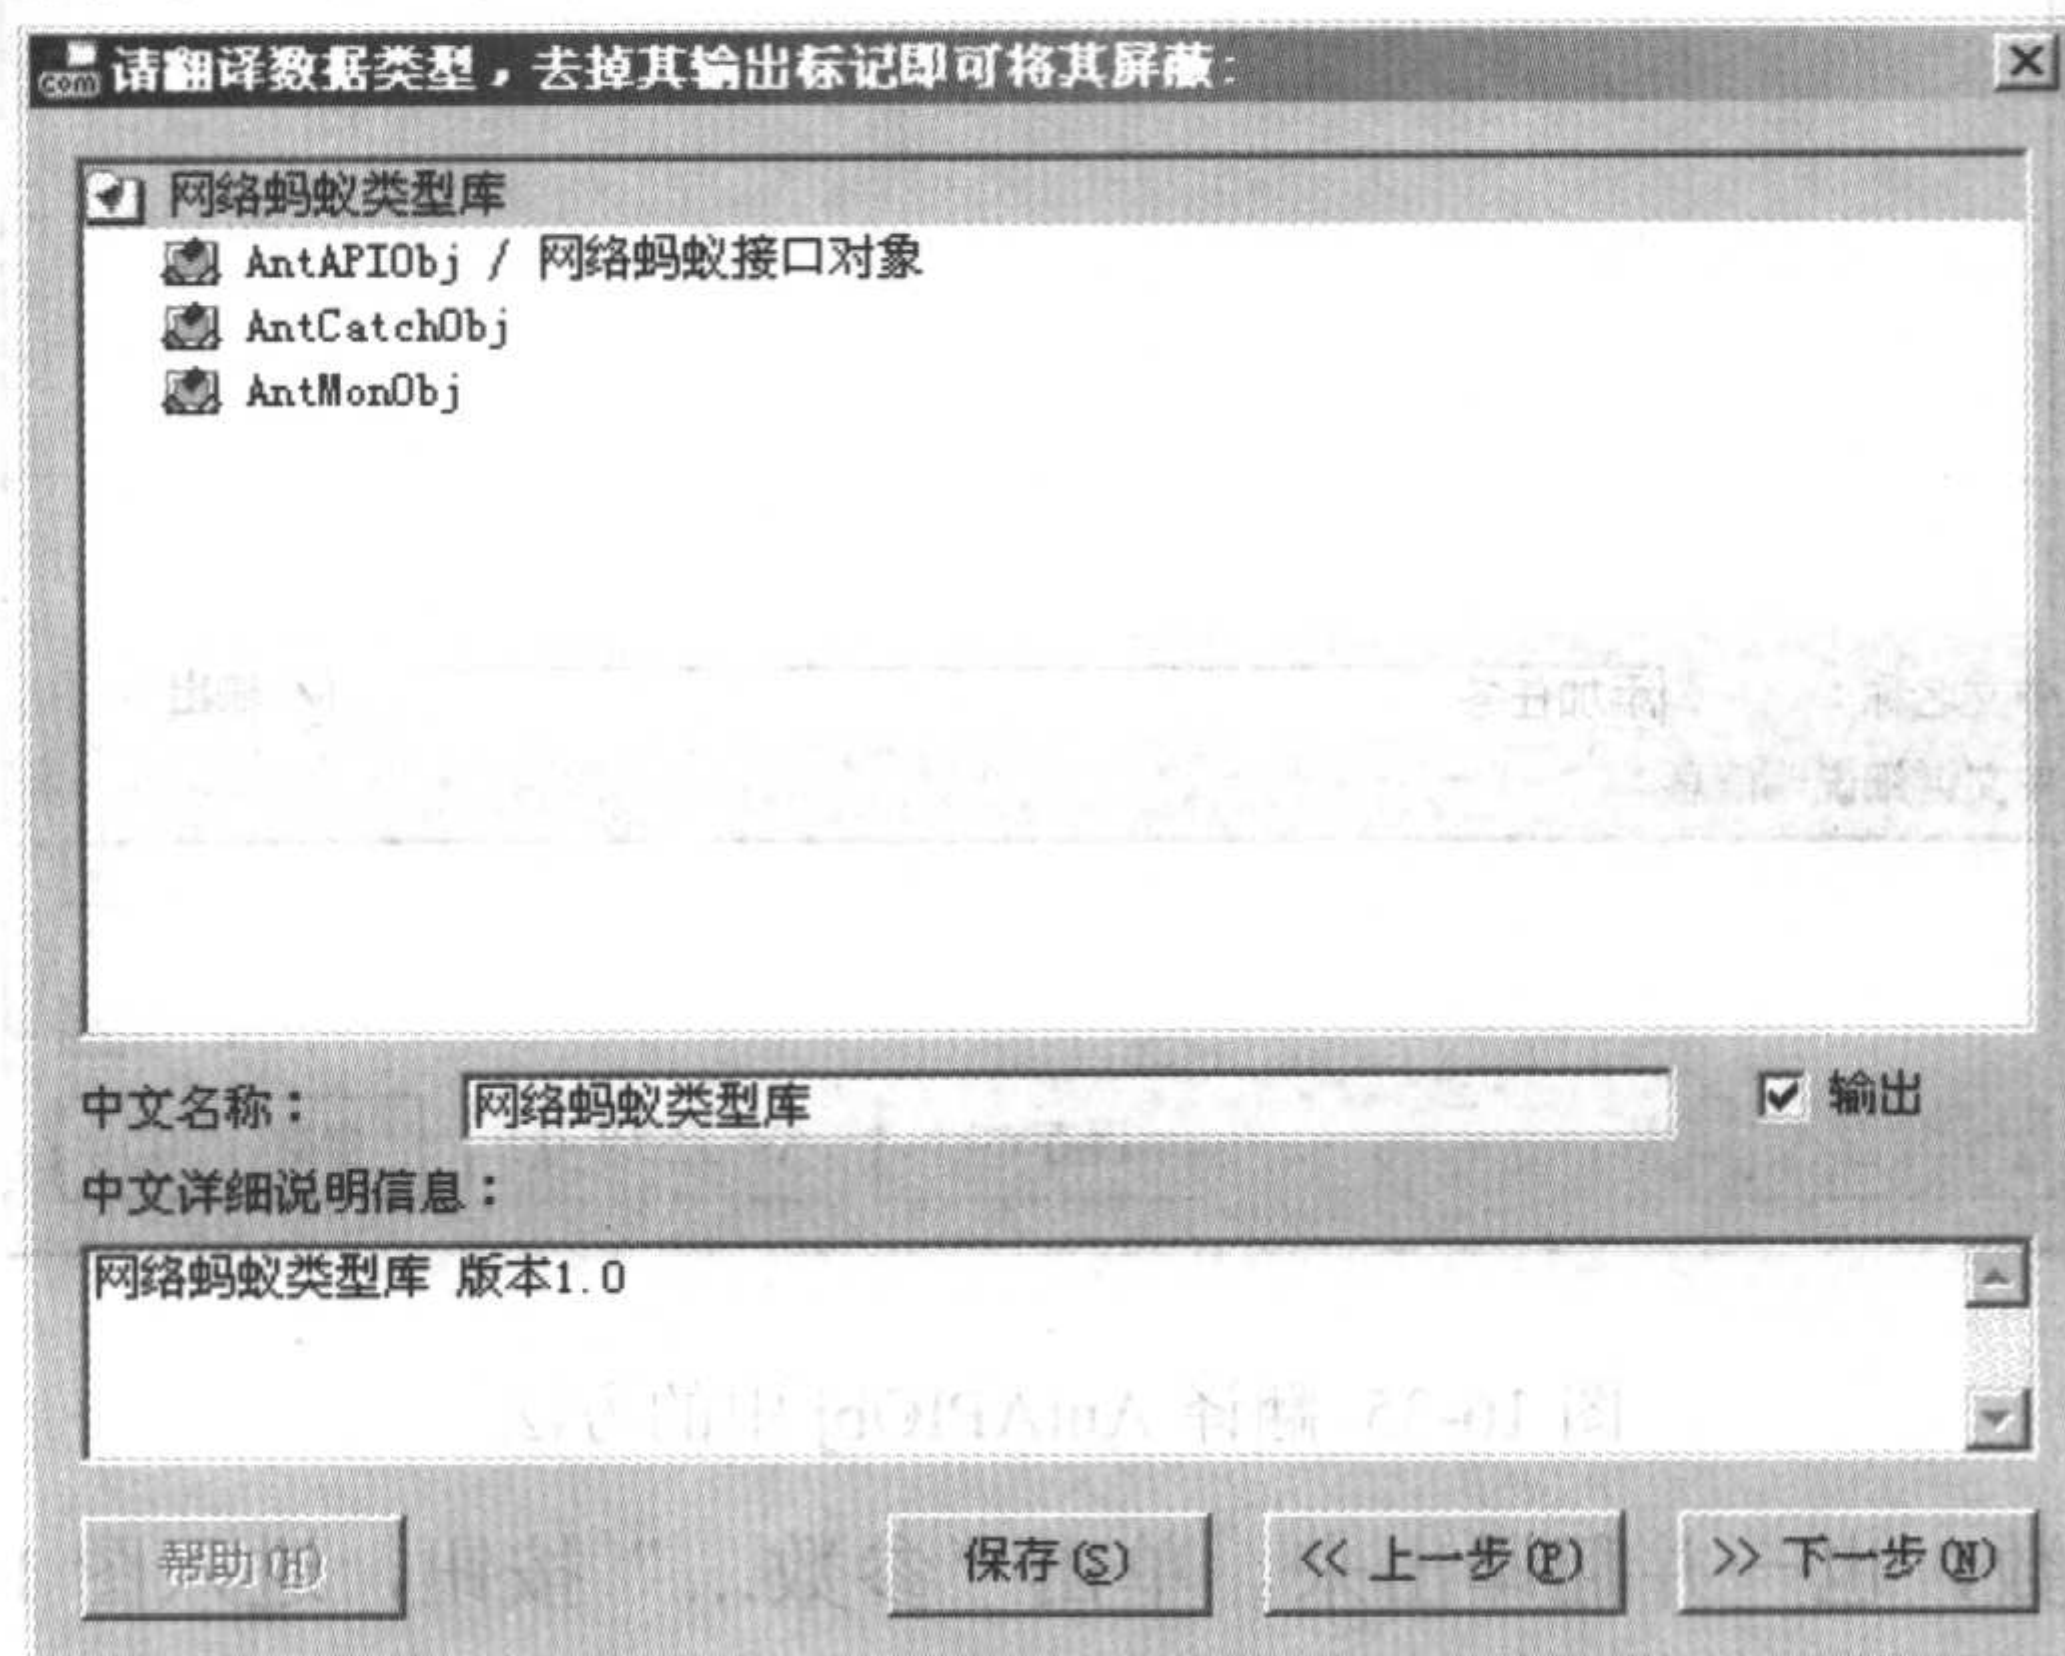 com 请翻译数据类型，去掉其输出标记即可将其屏蔽:
网络蚂蚁类型库
AntAPIObj / 网络蚂蚁接口对象
AntCatchObj
AntMonObj
中文名称： 网络蚂蚁类型库 输出
中文详细说明信息：
网络蚂蚁类型库 版本1.0
帮助(H) 保存(S) << 上一步(P) >> 下一步(N)